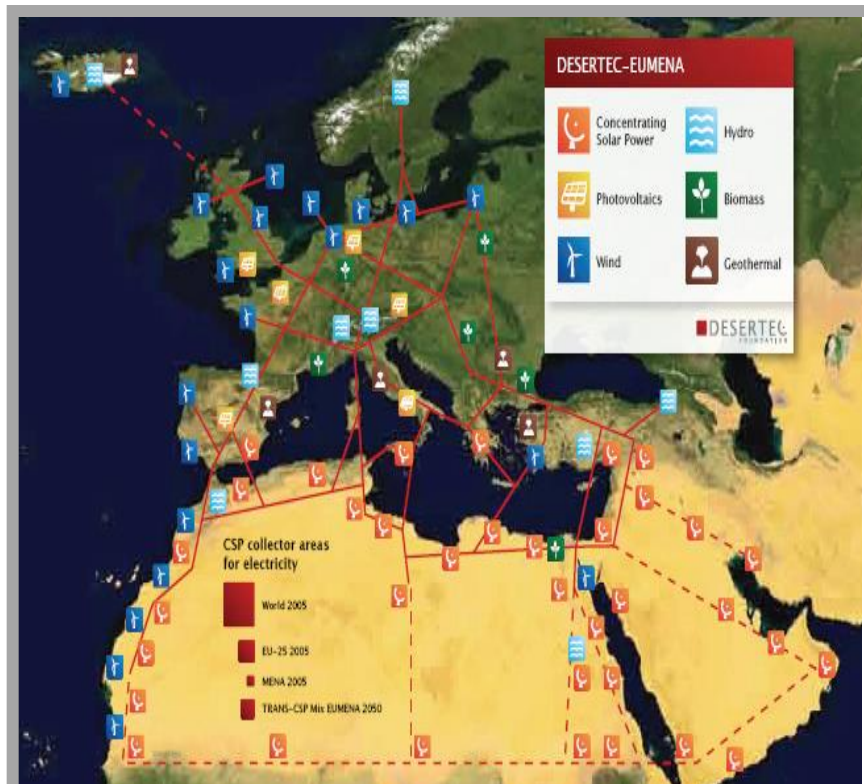 DESERTEC-EUMENA
Concentrating
Solar Power
Hydro
Photovoltaics
Biomass
Wind
Geothermal
DESERTEC
FOUNDATION
CSP collector areas
for electricity
World 2005
EU-25 2005
MENA 2005
TRANS-CSP Mix EUMENA 2050